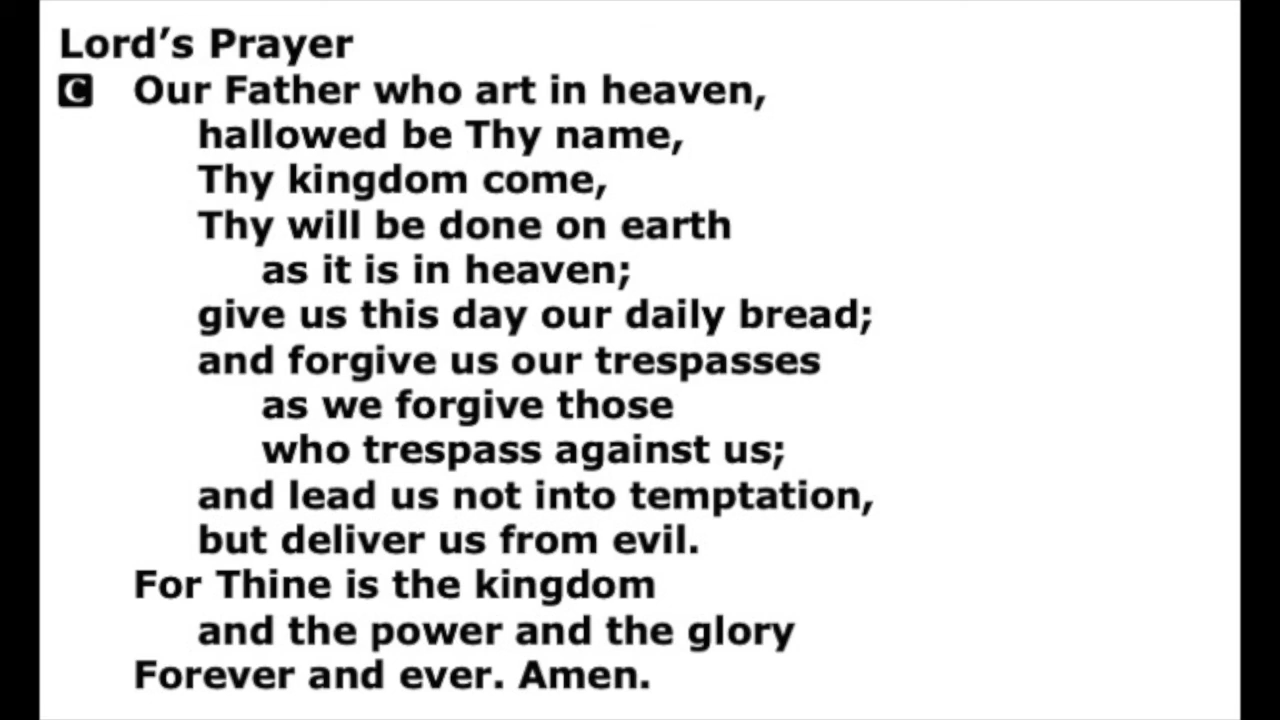 Lord’s Prayer
C Our Father who art in heaven,
hallowed be Thy name,
Thy kingdom come,
Thy will be done on earth
as it is in heaven;
give us this day our daily bread;
and forgive us our trespasses
as we forgive those
who trespass against us;
and lead us not into temptation,
but deliver us from evil.
For Thine is the kingdom
and the power and the glory
Forever and ever. Amen.